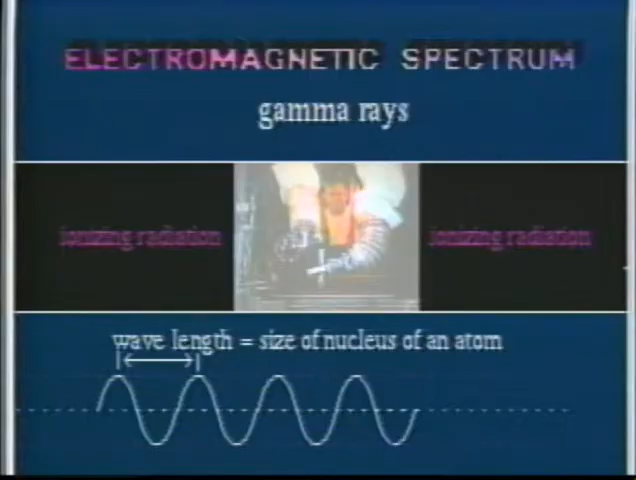 ELECTROMAGNETIC SPECTRUM
gamma rays
ionizing radiation
ionizing radiation
wave length = size of nucleus of an atom